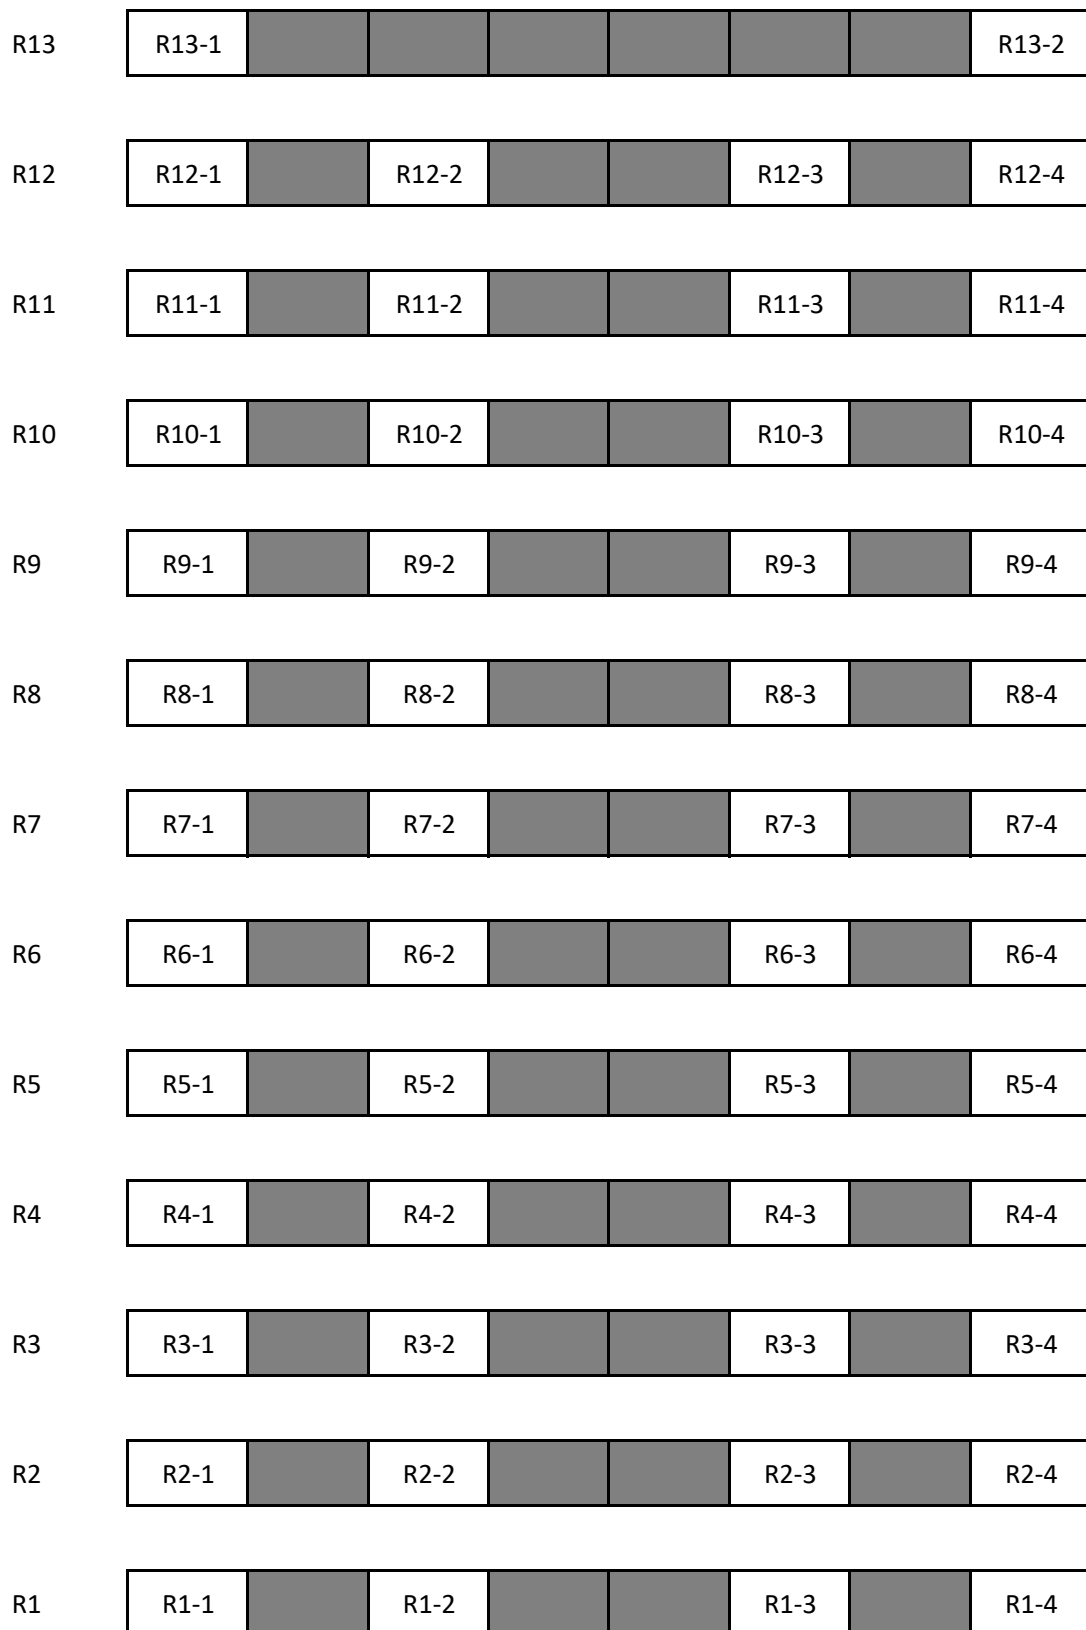 R13 R13-1 R13-2
R12 R12-1 R12-2 R12-3 R12-4
R11 R11-1 R11-2 R11-3 R11-4
R10 R10-1 R10-2 R10-3 R10-4
R9 R9-1 R9-2 R9-3 R9-4
R8 R8-1 R8-2 R8-3 R8-4
R7 R7-1 R7-2 R7-3 R7-4
R6 R6-1 R6-2 R6-3 R6-4
R5 R5-1 R5-2 R5-3 R5-4
R4 R4-1 R4-2 R4-3 R4-4
R3 R3-1 R3-2 R3-3 R3-4
R2 R2-1 R2-2 R2-3 R2-4
R1 R1-1 R1-2 R1-3 R1-4